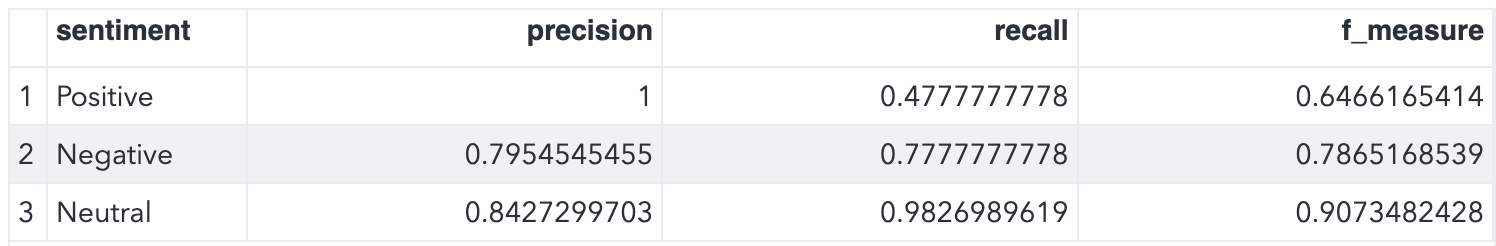 sentiment precision recall f_measure
1 Positive 1 0.4777777778 0.6466165414
2 Negative 0.7954545455 0.7777777778 0.7865168539
3 Neutral 0.8427299703 0.9826989619 0.9073482428